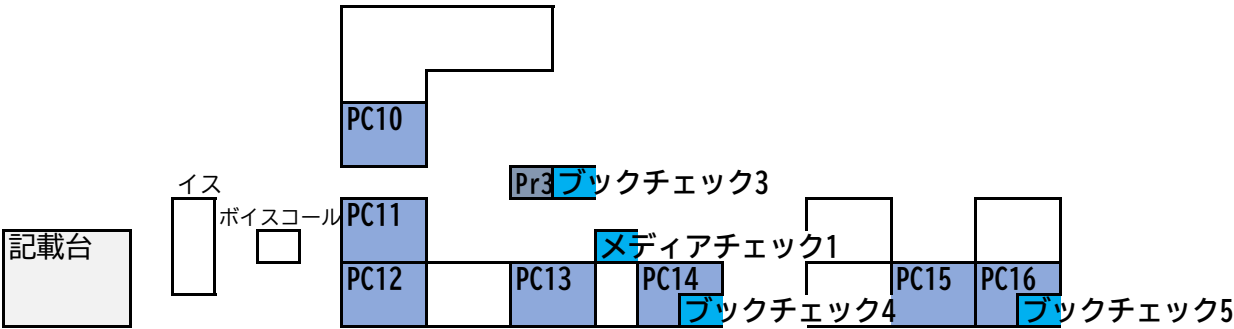 PC10
イス
Pr3 ブックチェック3
ボイスコール
PC11
記載台
メディアチェック1
PC12
PC13
PC14
PC15
PC16
ブックチェック4
ブックチェック5